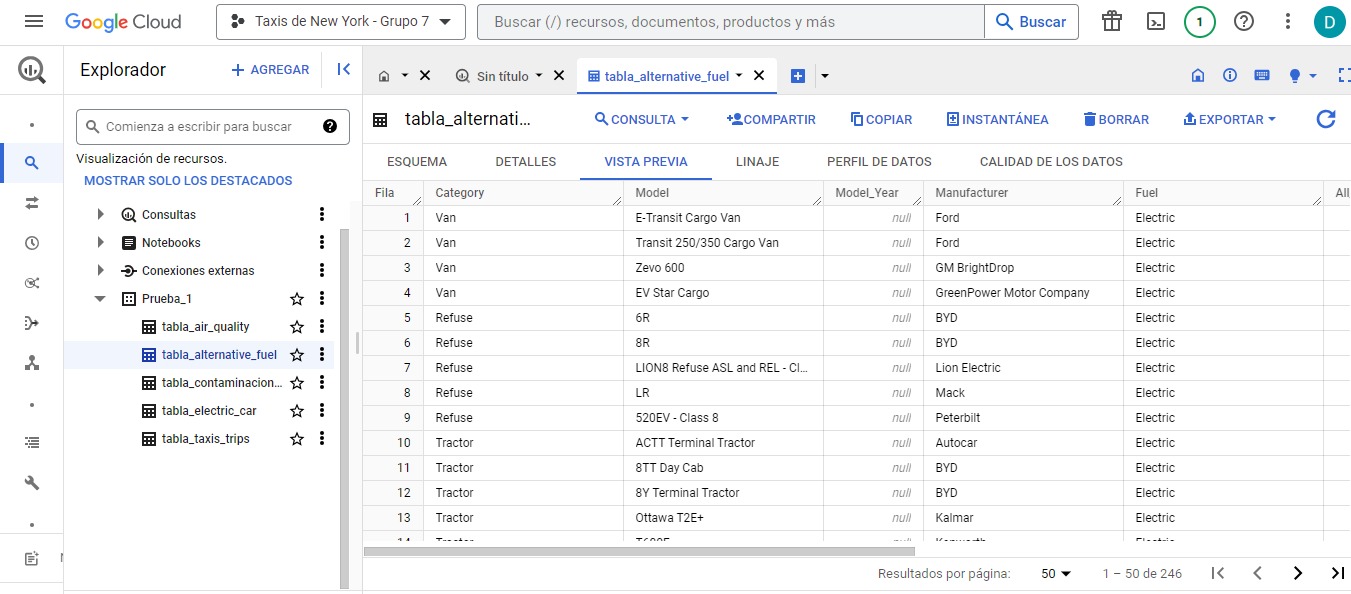 Google Cloud
Taxis de New York - Grupo 7
Buscar (/) recursos, documentos, productos y más
Buscar
1
D
Explorador
AGREGAR
Sin título
tabla_alternative_fuel
Comienza a escribir para buscar
Visualización de recursos.
MOSTRAR SOLO LOS DESTACADOS
Consultas
Notebooks
Conexiones externas
Prueba_1
tabla_air_quality
tabla_alternative_fuel
tabla_contaminacion...
tabla_electric_car
tabla_taxis_trips
tabla_alternati...
CONSULTA
COMPARTIR
COPIAR
INSTANTÁNEA
BORRAR
EXPORTAR
ESQUEMA DETALLES VISTA PREVIA LINAJE PERFIL DE DATOS CALIDAD DE LOS DATOS
Fila Category Model Model_Year Manufacturer Fuel
1 Van E-Transit Cargo Van null Ford Electric
2 Van Transit 250/350 Cargo Van null Ford Electric
3 Van Zevo 600 null GM BrightDrop Electric
4 Van EV Star Cargo null GreenPower Motor Company Electric
5 Refuse 6R null BYD Electric
6 Refuse 8R null BYD Electric
7 Refuse LION8 Refuse ASL and REL - Cl... null Lion Electric Electric
8 Refuse LR null Mack Electric
9 Refuse 520EV - Class 8 null Peterbilt Electric
10 Tractor ACTT Terminal Tractor null Autocar Electric
11 Tractor 8TT Day Cab null BYD Electric
12 Tractor 8Y Terminal Tractor null BYD Electric
13 Tractor Ottawa T2E+ null Kalmar Electric
Resultados por página: 50 1 – 50 de 246